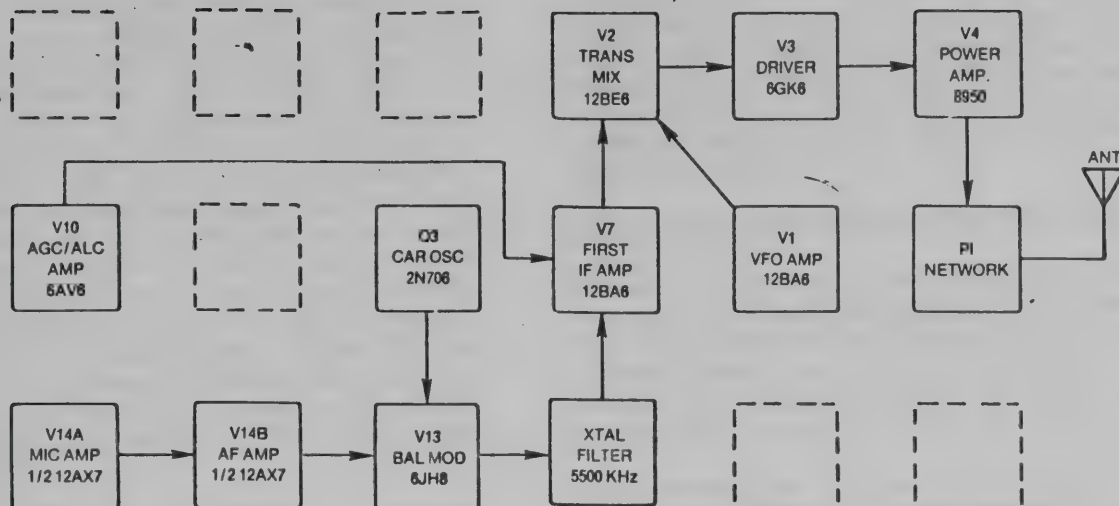 V2
TRANS
MIX
12BE6
V3
DRIVER
6GK6
V4
POWER
AMP.
8950
ANT
V10
AGC/ALC
AMP
6AV6
Q3
CAR OSC
2N706
V7
FIRST
IF AMP
12BA6
V1
VFO AMP
12BA6
PI
NETWORK
V14A
MIC AMP
1/2 12AX7
V14B
AF AMP
1/2 12AX7
V13
BAL MOD
6JH8
XTAL
FILTER
5500 KHz